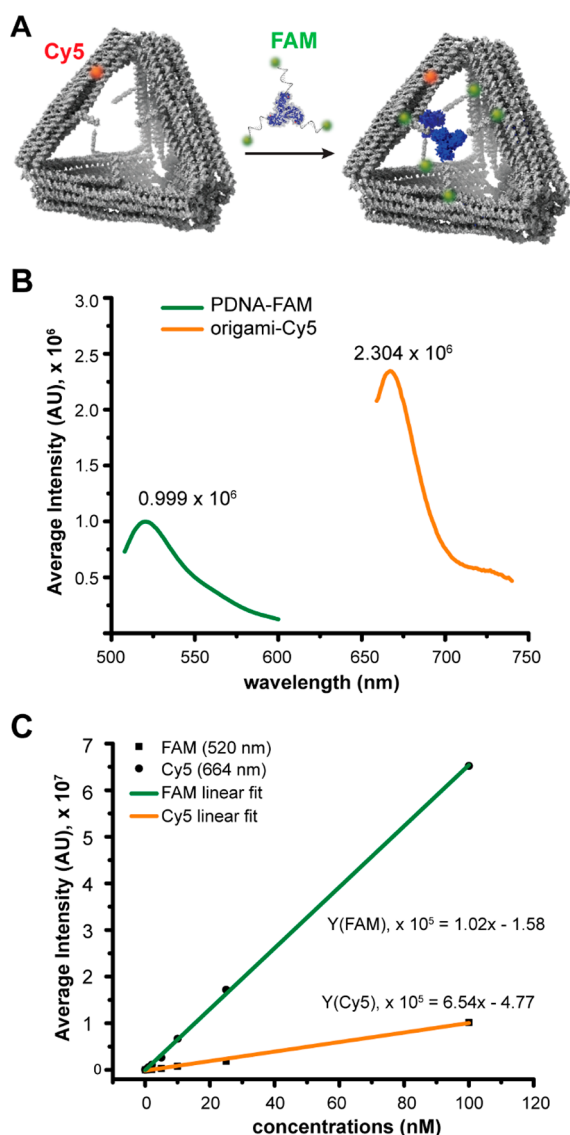 A
Cy5
FAM
B
PDNA-FAM
origami-Cy5
2.304 x 10⁶
0.999 x 10⁶
Average Intensity (AU), x 10⁶
3.0
2.5
2.0
1.5
1.0
0.5
500 550 600 650 700 750
wavelength (nm)
C
FAM (520 nm)
Cy5 (664 nm)
FAM linear fit
Cy5 linear fit
Y(FAM), x 10⁵ = 1.02x - 1.58
Y(Cy5), x 10⁵ = 6.54x - 4.77
Average Intensity (AU), x 10⁷
7
6
5
4
3
2
1
0
0 20 40 60 80 100 120
concentrations (nM)